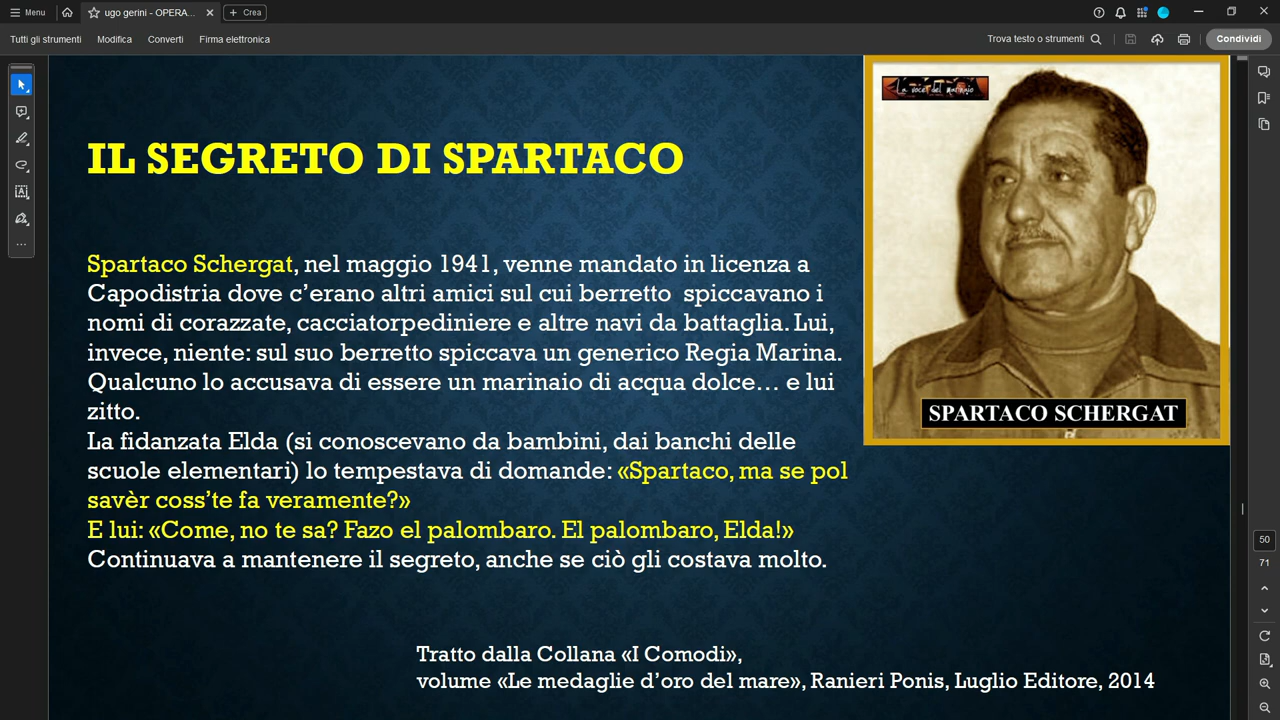 Menu
ugo gerini - OPERA...
Crea
Tutti gli strumenti
Modifica
Converti
Firma elettronica
Trova testo o strumenti
Condividi
La voce del marinaio
IL SEGRETO DI SPARTACO
Spartaco Schergat, nel maggio 1941, venne mandato in licenza a
Capodistria dove c’erano altri amici sul cui berretto spiccavano i
nomi di corazzate, cacciatorpediniere e altre navi da battaglia. Lui,
invece, niente: sul suo berretto spiccava un generico Regia Marina.
Qualcuno lo accusava di essere un marinaio di acqua dolce… e lui
zitto.
La fidanzata Elda (si conoscevano da bambini, dai banchi delle
scuole elementari) lo tempestava di domande: «Spartaco, ma se pol
savèr coss’te fa veramente?»
E lui: «Come, no te sa? Fazo el palombaro. El palombaro, Elda!»
Continuava a mantenere il segreto, anche se ciò gli costava molto.
SPARTACO SCHERGAT
Tratto dalla Collana «I Comodi»,
volume «Le medaglie d’oro del mare», Ranieri Ponis, Luglio Editore, 2014
50
71